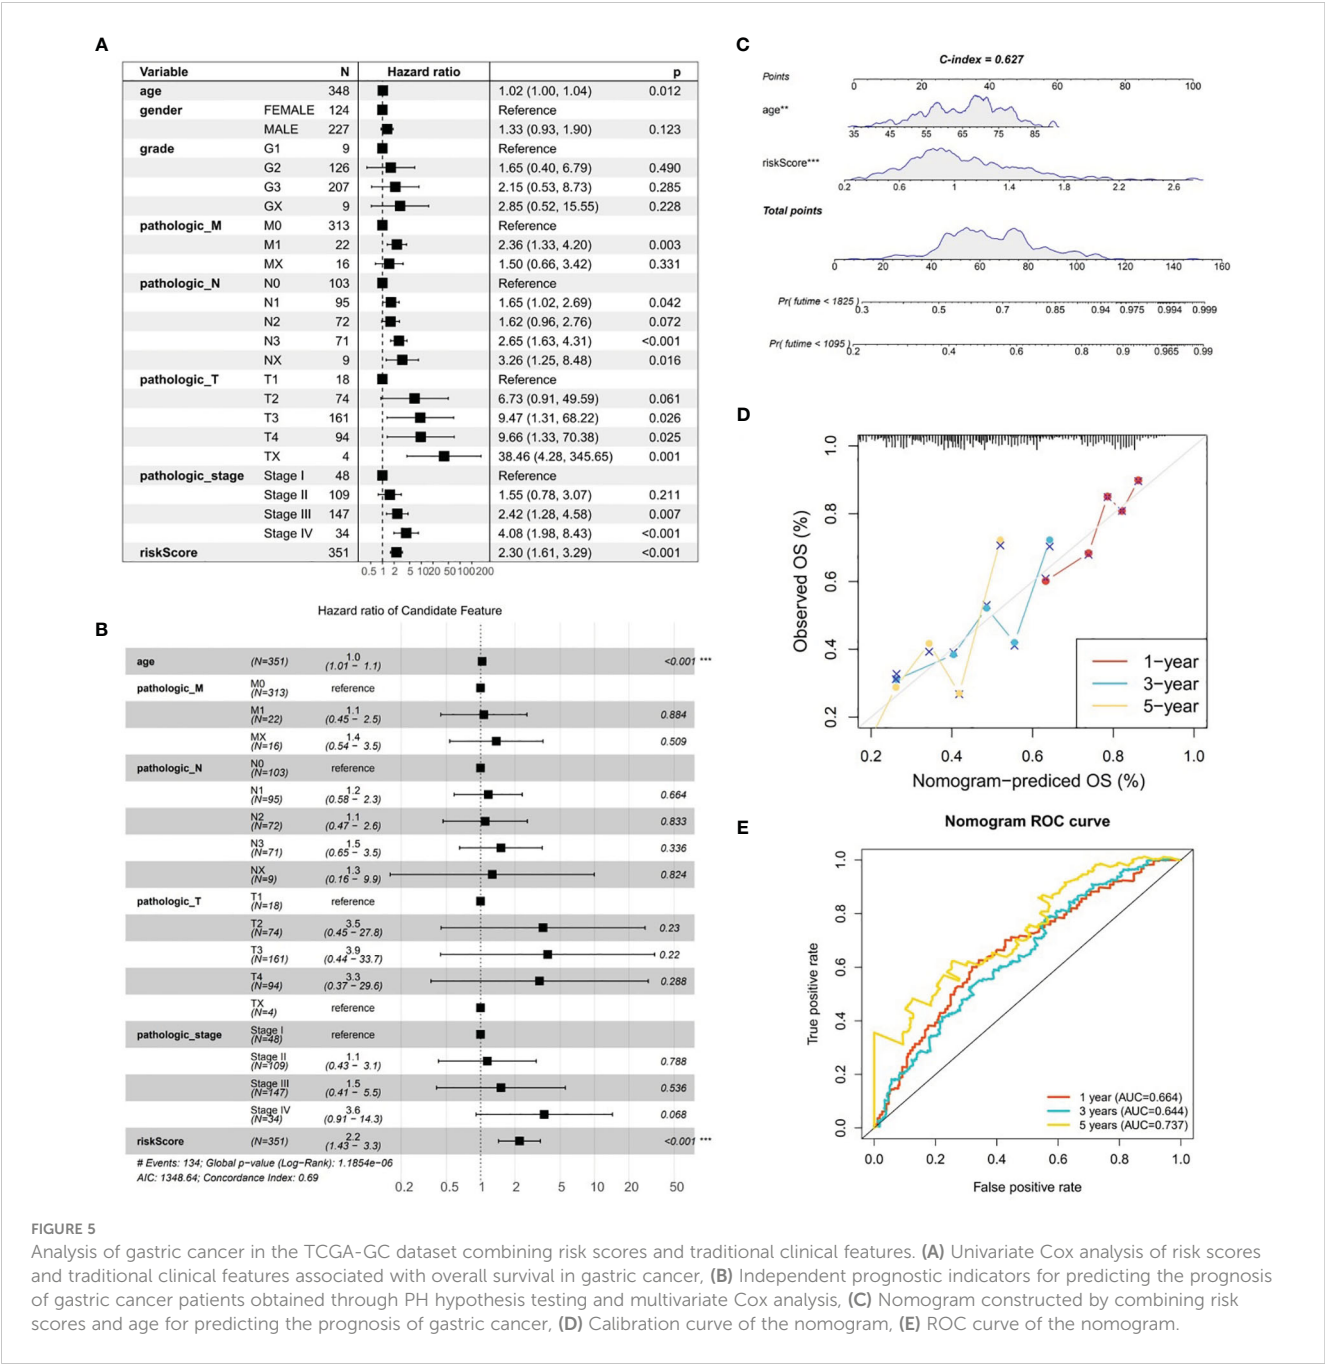 A
Variable N Hazard ratio p
age 348 1.02 (1.00, 1.04) 0.012
gender FEMALE 124 Reference
MALE 227 1.33 (0.93, 1.90) 0.123
grade G1 9 Reference
G2 126 1.65 (0.40, 6.79) 0.490
G3 207 2.15 (0.53, 8.73) 0.285
GX 9 2.85 (0.52, 15.55) 0.228
pathologic_M M0 313 Reference
M1 22 2.36 (1.33, 4.20) 0.003
MX 16 1.50 (0.66, 3.42) 0.331
pathologic_N N0 103 Reference
N1 95 1.65 (1.02, 2.69) 0.042
N2 72 1.62 (0.96, 2.76) 0.072
N3 71 2.65 (1.63, 4.31) <0.001
NX 9 3.26 (1.25, 8.48) 0.016
pathologic_T T1 18 Reference
T2 74 6.73 (0.91, 49.59) 0.061
T3 161 9.47 (1.31, 68.22) 0.026
T4 94 9.66 (1.33, 70.38) 0.025
TX 4 38.46 (4.28, 345.65) 0.001
pathologic_stage Stage I 48 Reference
Stage II 109 1.55 (0.78, 3.07) 0.211
Stage III 147 2.42 (1.28, 4.58) 0.007
Stage IV 34 4.08 (1.98, 8.43) <0.001
riskScore 351 2.30 (1.61, 3.29) <0.001
0.5 1 2 5 10 20 50 100 200
B
Hazard ratio of Candidate Feature
age (N=351) 1.0 (1.01 − 1.1) <0.001 ***
pathologic_M M0 (N=313) reference
M1 (N=22) 1.1 (0.45 − 2.5) 0.884
MX (N=16) 1.4 (0.54 − 3.5) 0.509
pathologic_N N0 (N=103) reference
N1 (N=95) 1.2 (0.58 − 2.3) 0.664
N2 (N=72) 1.1 (0.47 − 2.6) 0.833
N3 (N=71) 1.5 (0.65 − 3.5) 0.336
NX (N=9) 1.3 (0.16 − 9.9) 0.824
pathologic_T T1 (N=18) reference
T2 (N=74) 3.5 (0.45 − 27.8) 0.23
T3 (N=161) 3.9 (0.44 − 33.7) 0.22
T4 (N=94) 3.3 (0.37 − 29.6) 0.288
TX (N=4) reference
pathologic_stage Stage I (N=48) reference
Stage II (N=109) 1.1 (0.43 − 3.1) 0.788
Stage III (N=147) 1.5 (0.41 − 5.5) 0.536
Stage IV (N=34) 3.6 (0.91 − 14.3) 0.068
riskScore (N=351) 2.2 (1.43 − 3.3) <0.001 ***
# Events: 134; Global p-value (Log-Rank): 1.1854e-06
AIC: 1348.64; Concordance Index: 0.69
0.2 0.5 1 2 5 10 20 50
C
C-index = 0.627
Points 0 20 40 60 80 100
age**
35 45 55 65 75 85
riskScore***
0.2 0.6 1 1.4 1.8 2.2 2.6
Total points
0 20 40 60 80 100 120 140 160
Pr( futime < 1825)
0.3 0.5 0.7 0.85 0.94 0.975 0.994 0.999
Pr( futime < 1095)
0.2 0.4 0.6 0.8 0.9 0.965 0.99
D
Observed OS (%)
1.0
0.8
0.6
0.4
0.2
1−year
3−year
5−year
0.2 0.4 0.6 0.8 1.0
Nomogram−prediced OS (%)
E
Nomogram ROC curve
True positive rate
1.0
0.8
0.6
0.4
0.2
0.0
1 year (AUC=0.664)
3 years (AUC=0.644)
5 years (AUC=0.737)
0.0 0.2 0.4 0.6 0.8 1.0
False positive rate
FIGURE 5
Analysis of gastric cancer in the TCGA-GC dataset combining risk scores and traditional clinical features. (A) Univariate Cox analysis of risk scores
and traditional clinical features associated with overall survival in gastric cancer, (B) Independent prognostic indicators for predicting the prognosis
of gastric cancer patients obtained through PH hypothesis testing and multivariate Cox analysis, (C) Nomogram constructed by combining risk
scores and age for predicting the prognosis of gastric cancer, (D) Calibration curve of the nomogram, (E) ROC curve of the nomogram.